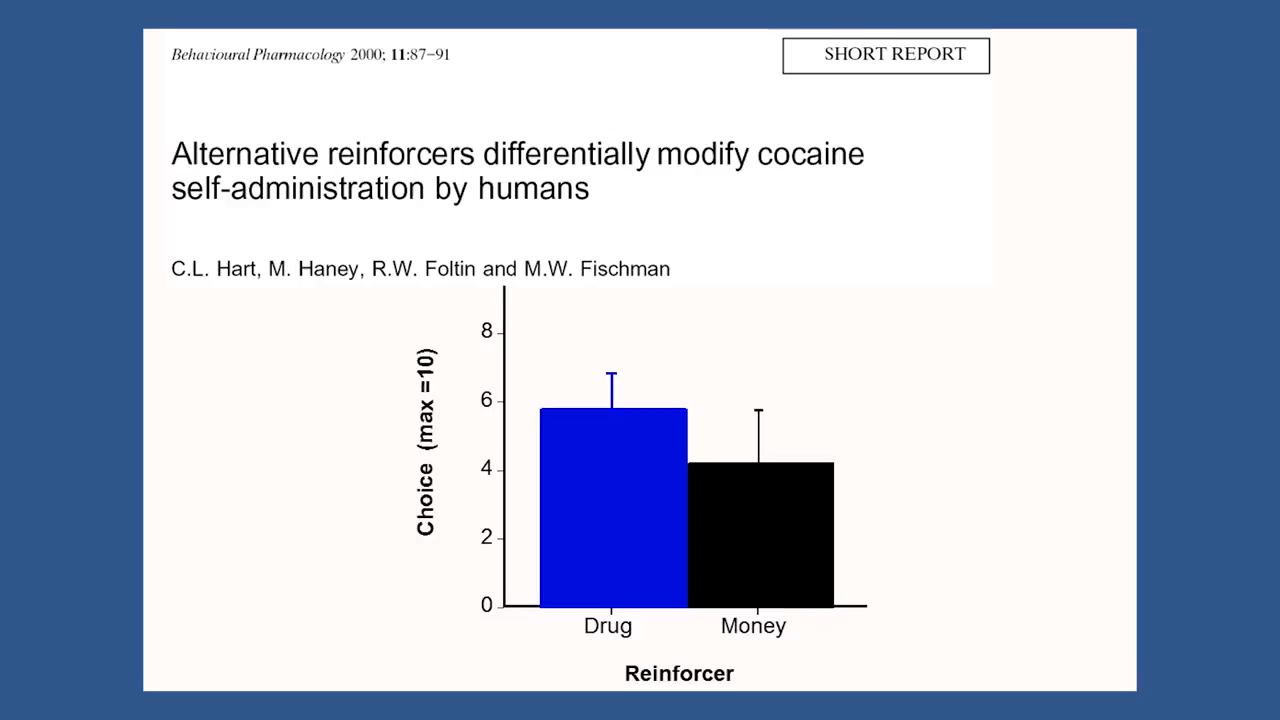 Behavioural Pharmacology 2000; 11:87–91
SHORT REPORT
Alternative reinforcers differentially modify cocaine
self-administration by humans
C.L. Hart, M. Haney, R.W. Foltin and M.W. Fischman
Choice (max =10)
8
6
4
2
0
Drug
Money
Reinforcer